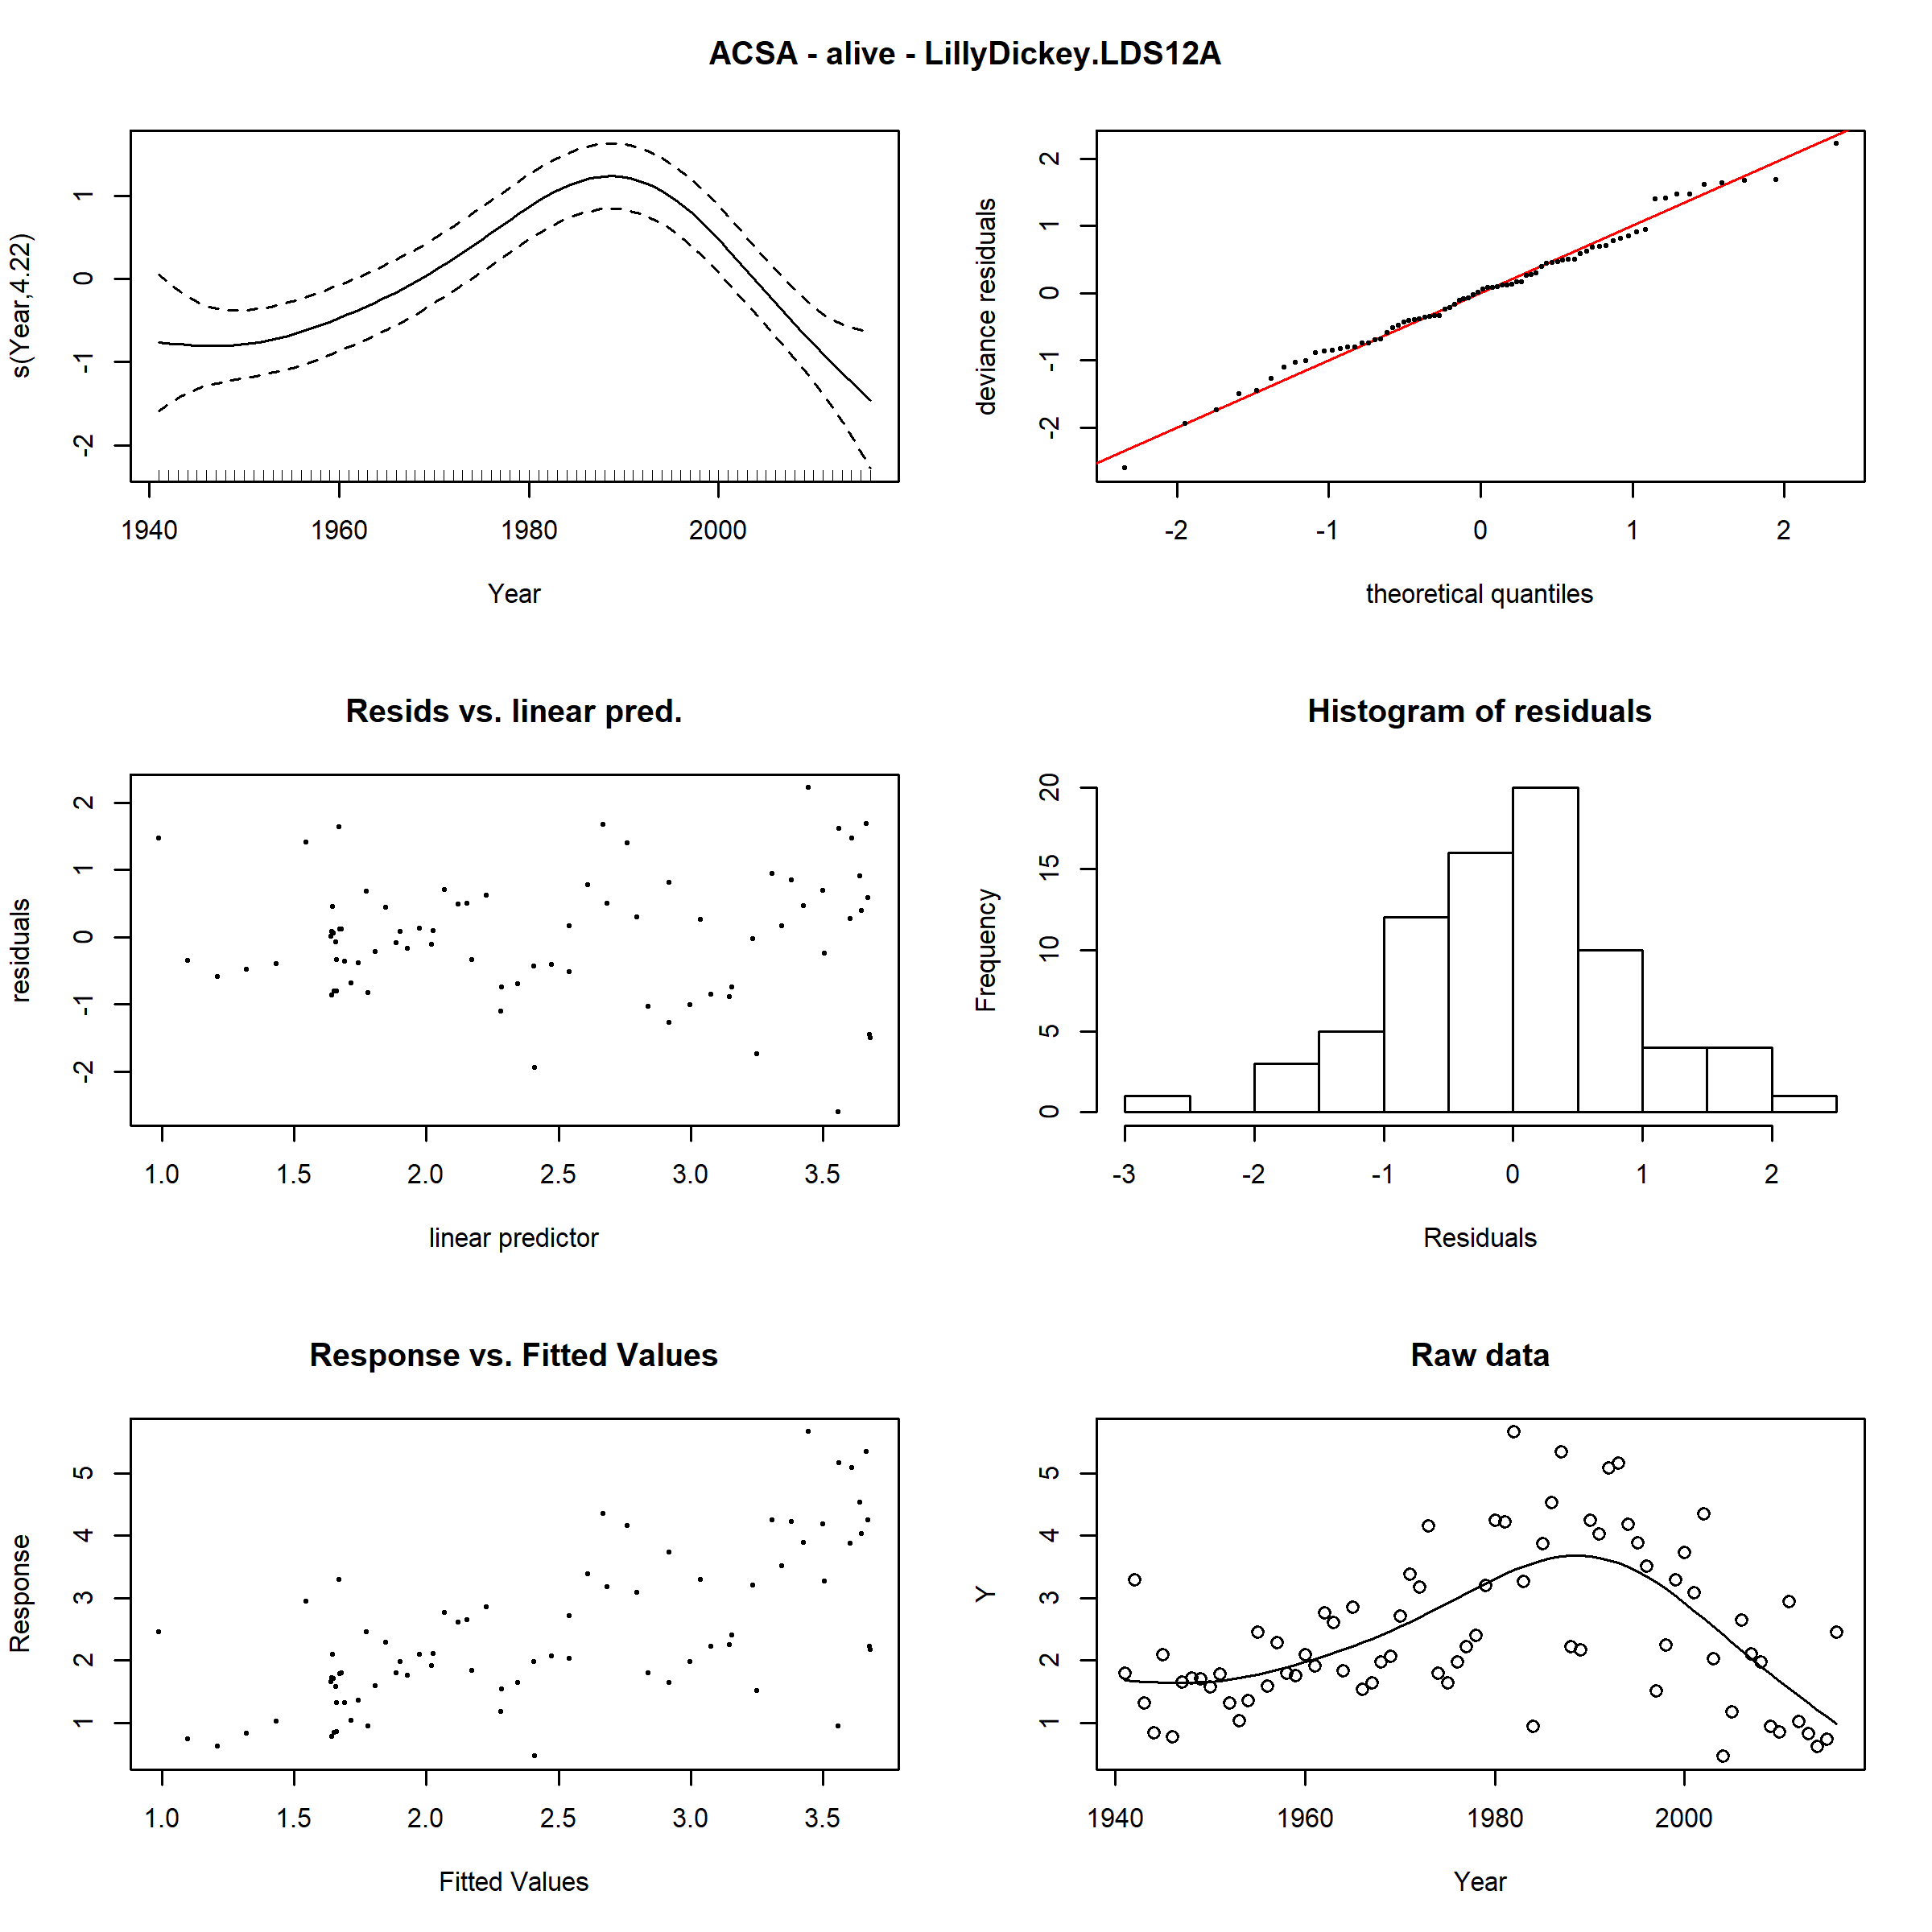 ACSA - alive - LillyDickey.LDS12A
s(Year,4.22)
1
0
-1
-2
1940 1960 1980 2000
Year
deviance residuals
2
1
0
-1
-2
-2 -1 0 1 2
theoretical quantiles
Resids vs. linear pred.
residuals
2
1
0
-1
-2
1.0 1.5 2.0 2.5 3.0 3.5
linear predictor
Histogram of residuals
Frequency
20
15
10
5
0
-3 -2 -1 0 1 2
Residuals
Response vs. Fitted Values
Response
5
4
3
2
1
1.0 1.5 2.0 2.5 3.0 3.5
Fitted Values
Raw data
Y
5
4
3
2
1
1940 1960 1980 2000
Year